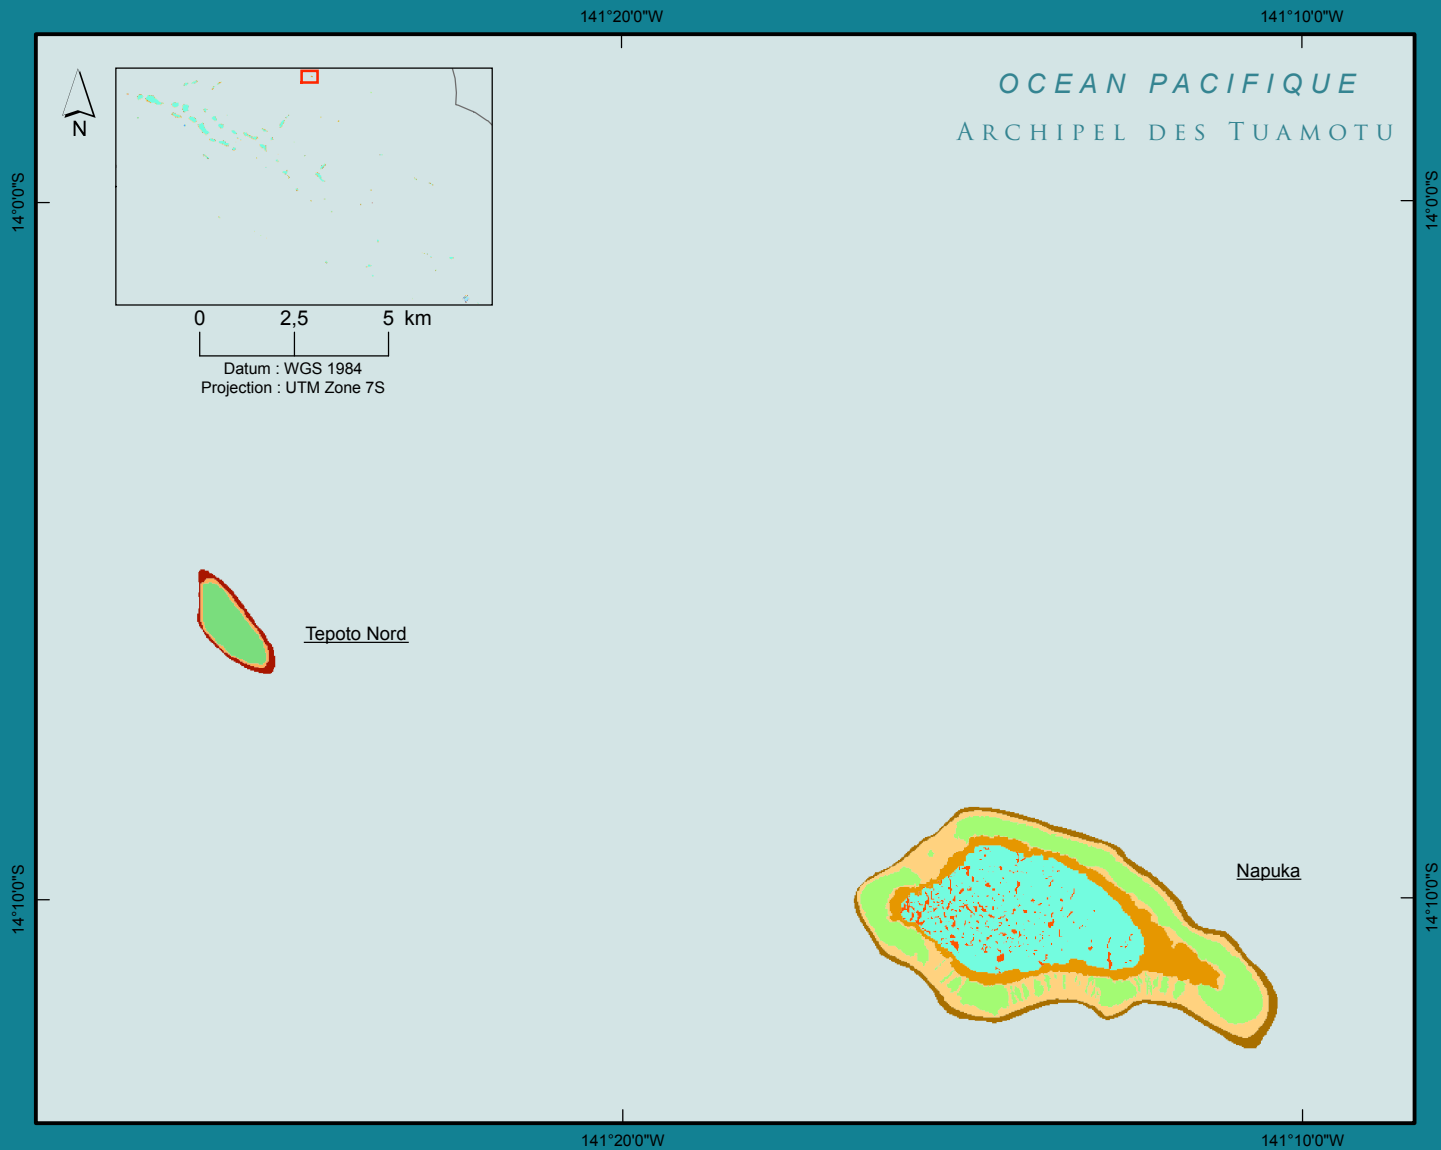 141°20'0"W
141°10'0"W
OCEAN PACIFIQUE
ARCHIPEL DES TUAMOTU
N
14°0'0"S
14°0'0"S
0 2,5 5 km
Datum : WGS 1984
Projection : UTM Zone 7S
Tepoto Nord
Napuka
14°10'0"S
14°10'0"S
141°20'0"W
141°10'0"W